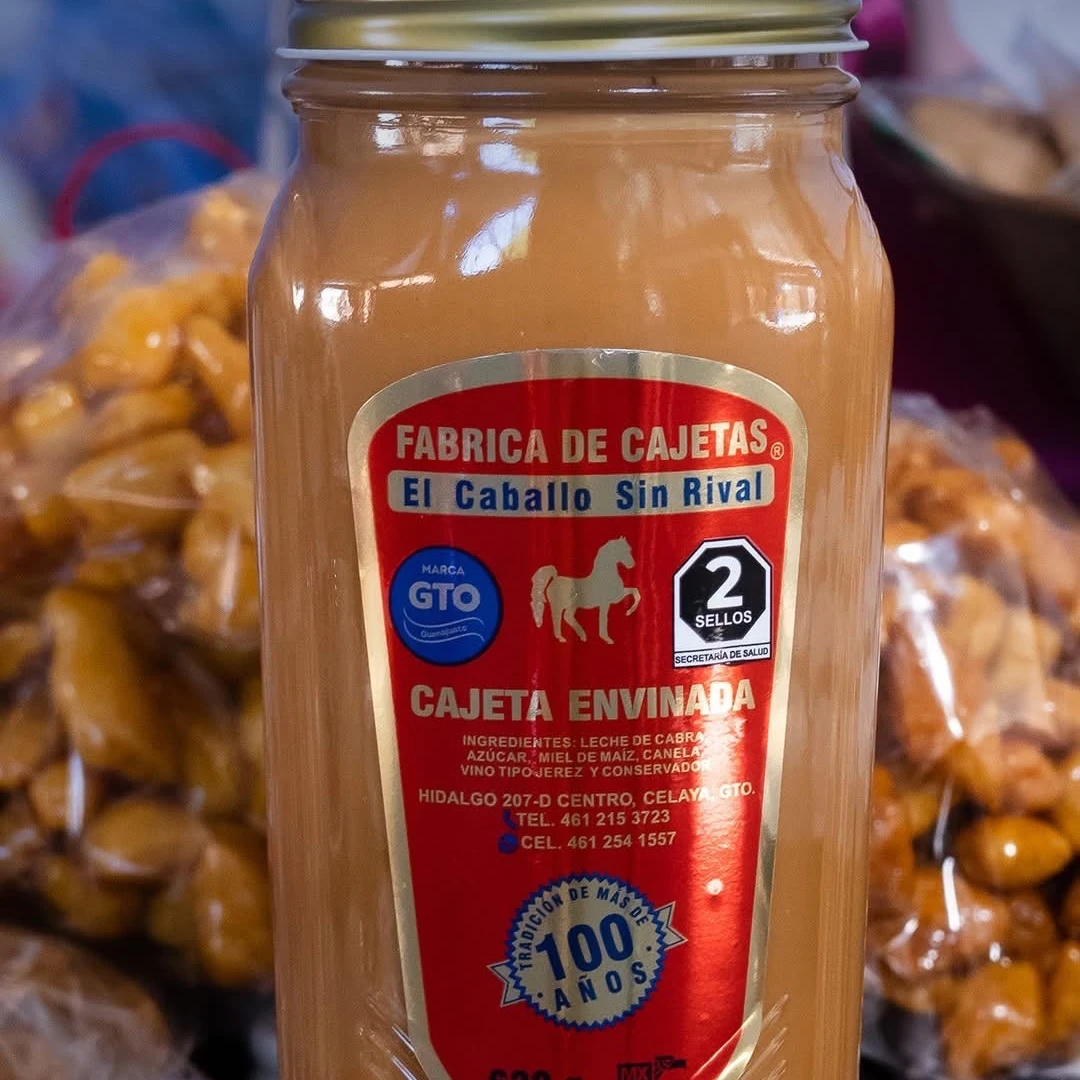 FABRICA DE CAJETAS®
El Caballo Sin Rival
MARCA
GTO
Guanajuato
2
SELLOS
SECRETARÍA DE SALUD
CAJETA ENVINADA
INGREDIENTES: LECHE DE CABRA,
AZÚCAR, MIEL DE MAÍZ, CANELA,
VINO TIPO JEREZ Y CONSERVADOR
HIDALGO 207-D CENTRO, CELAYA, GTO.
TEL. 461 215 3723
CEL. 461 254 1557
TRADICIÓN DE MÁS DE
100
AÑOS
MX